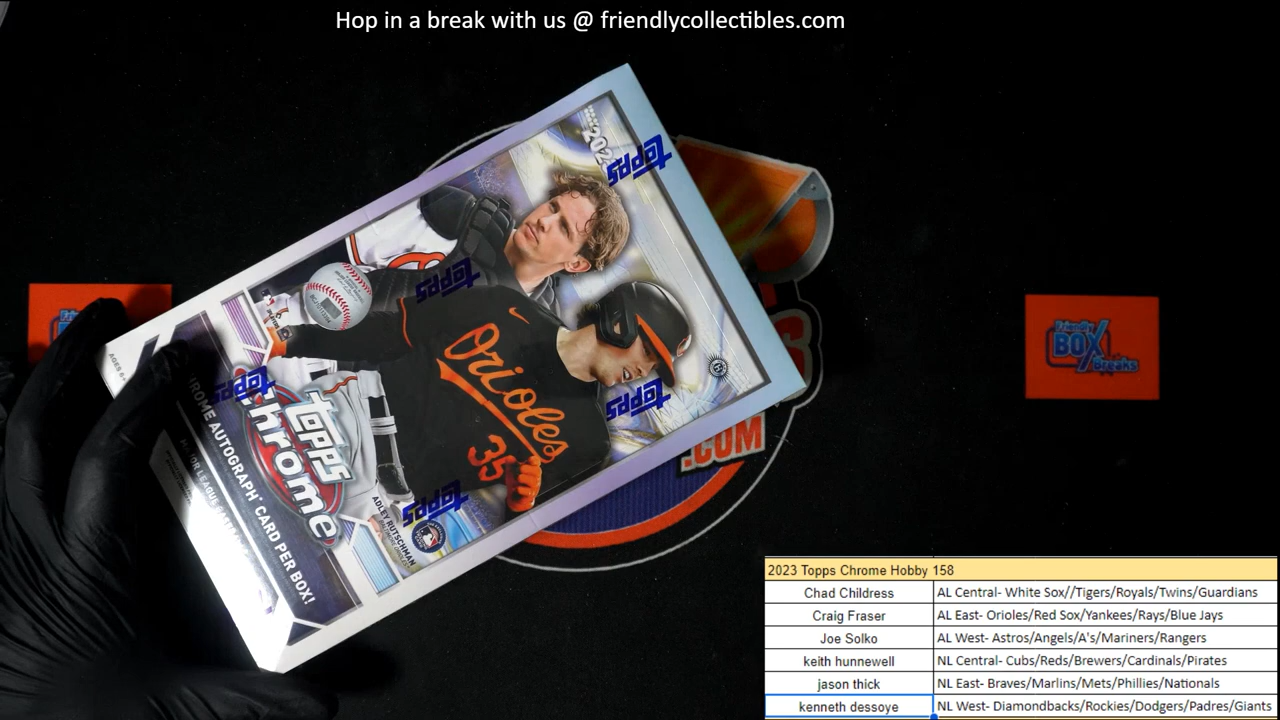 Hop in a break with us @ friendlycollectibles.com
topps
topps
topps
topps
topps
Orioles
35
topps
Chrome
ADLEY RUTSCHMAN
CHROME AUTOGRAPH CARD PER BOX!
AGES 6+
.COM
Friendly
BOX
Breaks
2023 Topps Chrome Hobby 158
Chad Childress AL Central- White Sox//Tigers/Royals/Twins/Guardians
Craig Fraser AL East- Orioles/Red Sox/Yankees/Rays/Blue Jays
Joe Solko AL West- Astros/Angels/A's/Mariners/Rangers
keith hunnewell NL Central- Cubs/Reds/Brewers/Cardinals/Pirates
jason thick NL East- Braves/Marlins/Mets/Phillies/Nationals
kenneth dessoye NL West- Diamondbacks/Rockies/Dodgers/Padres/Giants